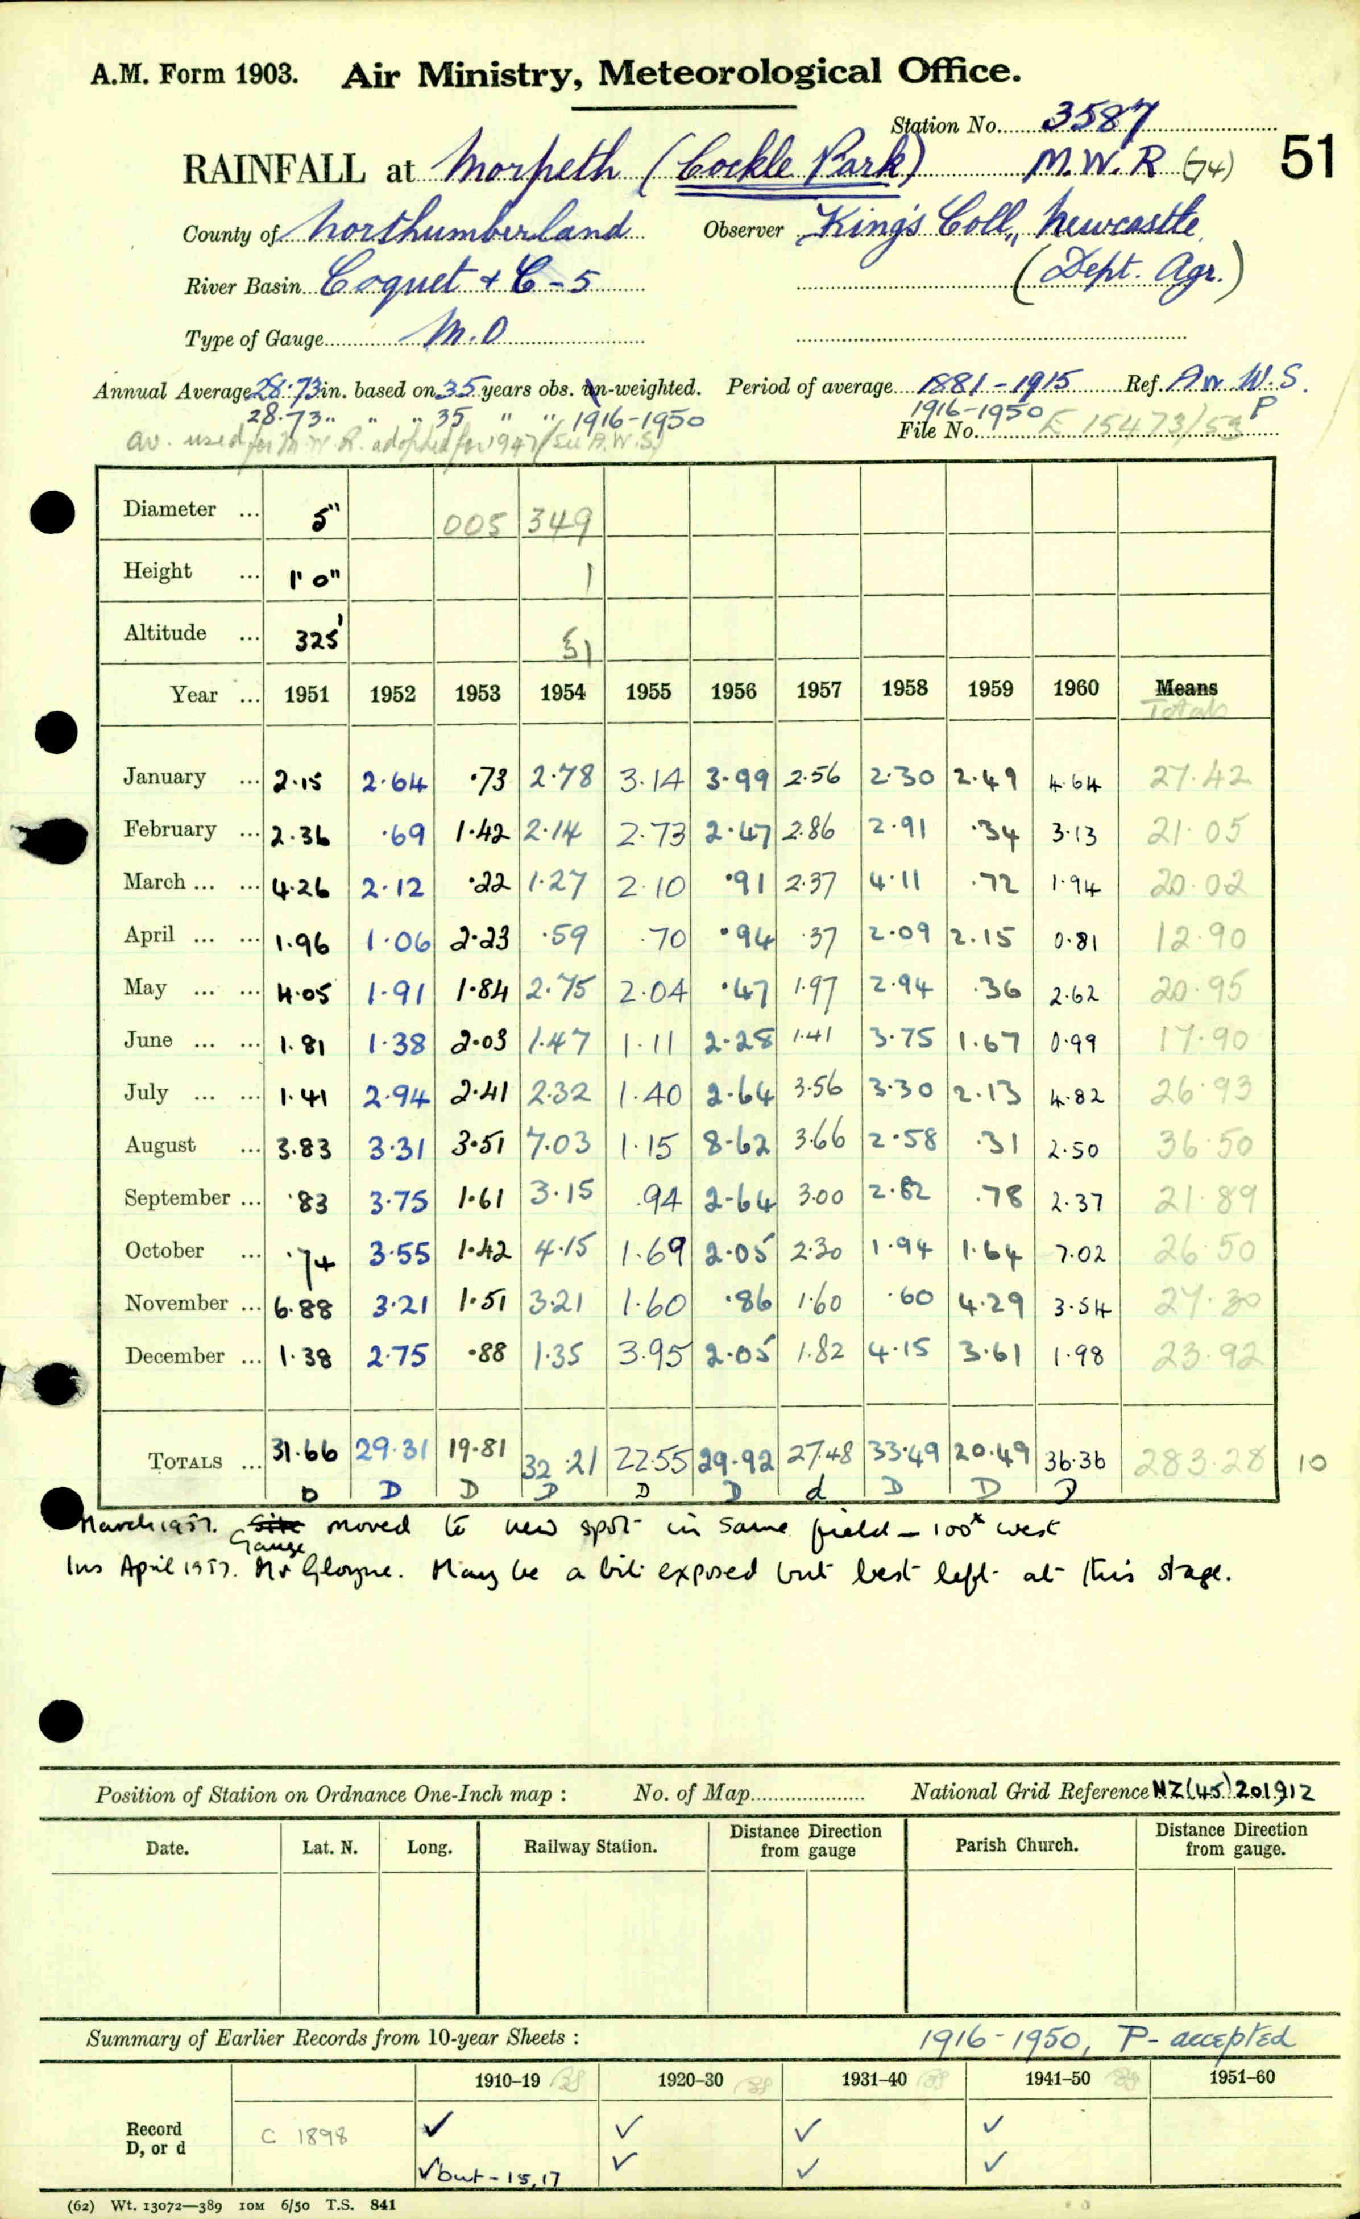 A.M. Form 1903. Air Ministry, Meteorological Office.
Station No. 3587
RAINFALL at Morpeth (Cockle Park) M.W.R (74) 51
County of Northumberland Observer King's Coll., Newcastle
River Basin Coquet + C-5 (Dept. Agr.)
Type of Gauge M.O
Annual Average 28.73 in. based on 35 years obs. un-weighted. Period of average 1881-1915 Ref. Av W.S.
28.73 " " " 35 " " 1916-1950 1916-1950 P
av. used for M.W.R. adopted for 1947 (see A.W.S) File No. E 15473/53
Diameter ... 5" 005 349
Height ... 1' 0" 1
Altitude ... 325' 51
Year ... 1951 1952 1953 1954 1955 1956 1957 1958 1959 1960 Means
Totals
January ... 2.15 2.64 .73 2.78 3.14 3.99 2.56 2.30 2.49 4.64 27.42
February ... 2.36 .69 1.42 2.14 2.73 2.47 2.86 2.91 .34 3.13 21.05
March ... ... 4.26 2.12 .22 1.27 2.10 .91 2.37 4.11 .72 1.94 20.02
April ... ... 1.96 1.06 2.23 .59 .70 .94 .37 2.09 2.15 0.81 12.90
May ... ... 4.05 1.91 1.84 2.75 2.04 .47 1.97 2.94 .36 2.62 20.95
June ... ... 1.81 1.38 2.03 1.47 1.11 2.28 1.41 3.75 1.67 0.99 17.90
July ... ... 1.41 2.94 2.41 2.32 1.40 2.64 3.56 3.30 2.13 4.82 26.93
August ... 3.83 3.31 3.51 7.03 1.15 8.62 3.66 2.58 .31 2.50 36.50
September ... .83 3.75 1.61 3.15 .94 2.64 3.00 2.82 .78 2.37 21.89
October ... .74 3.55 1.42 4.15 1.69 2.05 2.30 1.94 1.64 7.02 26.50
November ... 6.88 3.21 1.51 3.21 1.60 .86 1.60 .60 4.29 3.54 27.30
December ... 1.38 2.75 .88 1.35 3.95 2.05 1.82 4.15 3.61 1.98 23.92
TOTALS ... 31.66 29.31 19.81 32.21 22.55 29.92 27.48 33.49 20.49 36.36 283.28 10
D D D D D D d D D D
March 1957. Site Gauge moved to new spot in same field - 100x west
Ins April 1957. Mr Gloyne. May be a bit exposed but best left at this stage.
Position of Station on Ordnance One-Inch map : No. of Map National Grid Reference NZ(45)201912
Date. Lat. N. Long. Railway Station. Distance from Direction gauge Parish Church. Distance from Direction gauge.
Summary of Earlier Records from 10-year Sheets : 1916-1950, P-accepted
1910–19 1920–30 1931–40 1941–50 1951–60
Record C 1898 ✓ ✓ ✓ ✓
D, or d ✓but-15,17 ✓ ✓ ✓
(62) Wt. 13072—389 10M 6/50 T.S. 841